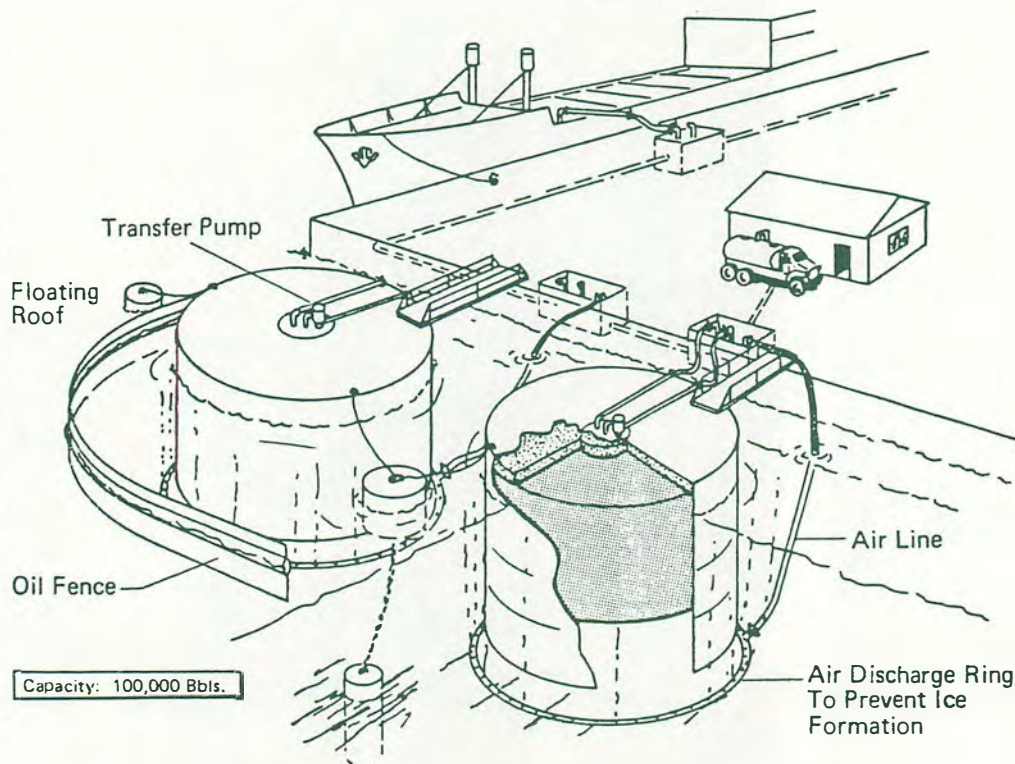 Transfer Pump
Floating
Roof
Oil Fence
Air Line
Capacity: 100,000 Bbls.
Air Discharge Ring
To Prevent Ice
Formation